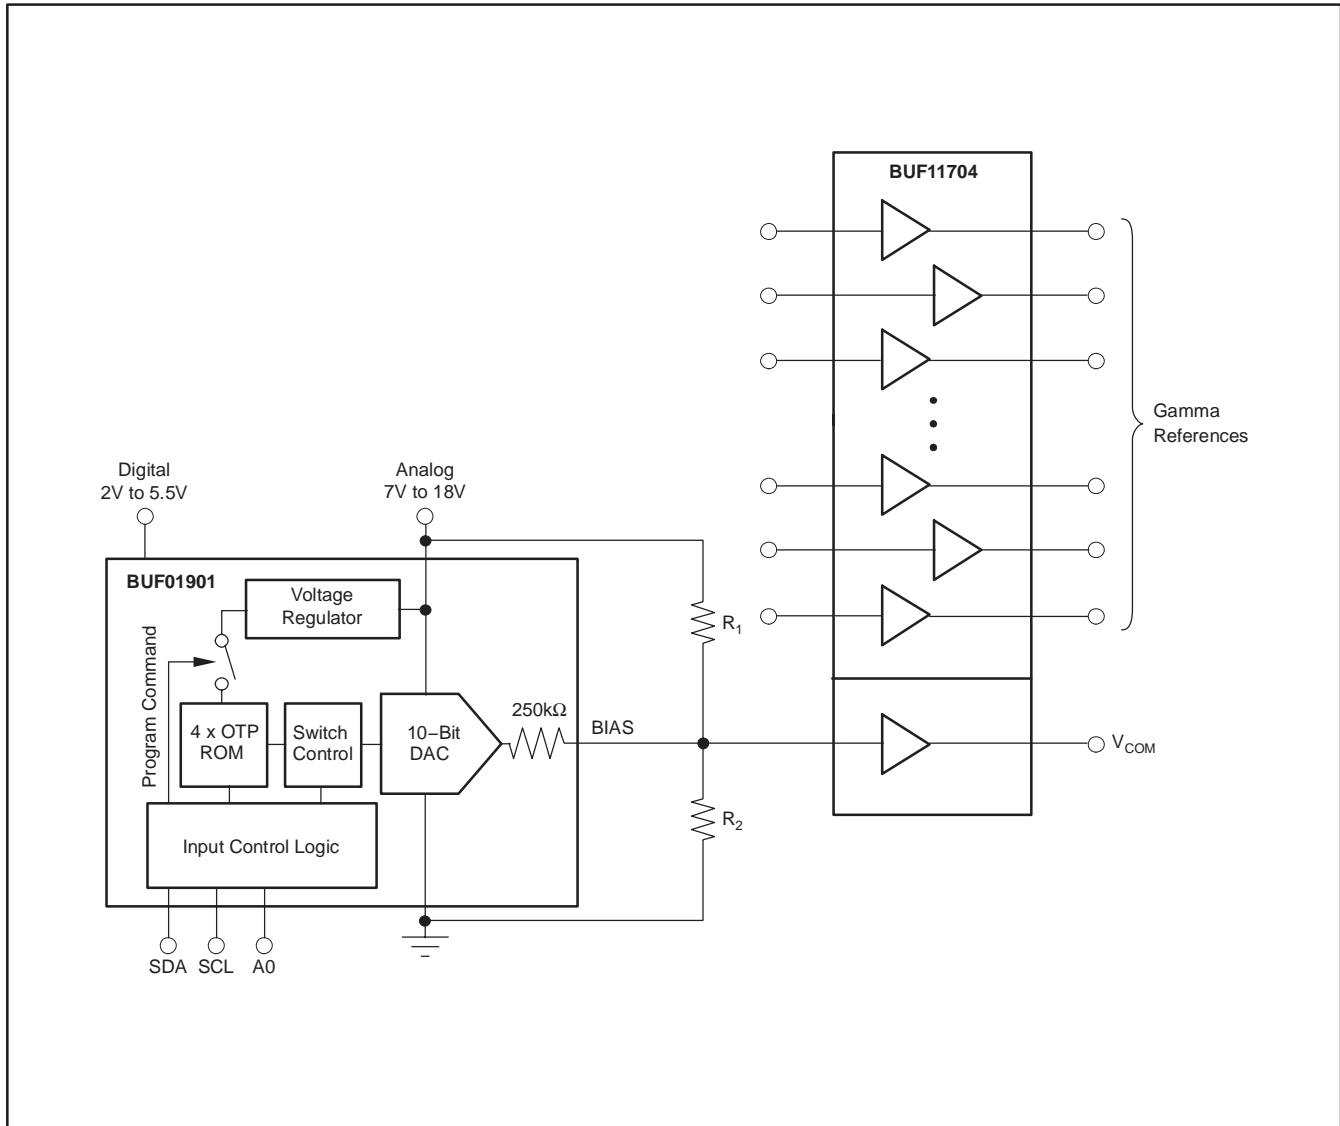 BUF11704
Gamma
References
Digital
2V to 5.5V
Analog
7V to 18V
BUF01901
Voltage
Regulator
Program Command
R1
4 x OTP
ROM
Switch
Control
10−Bit
DAC
250kΩ
BIAS
VCOM
R2
Input Control Logic
SDA
SCL
A0